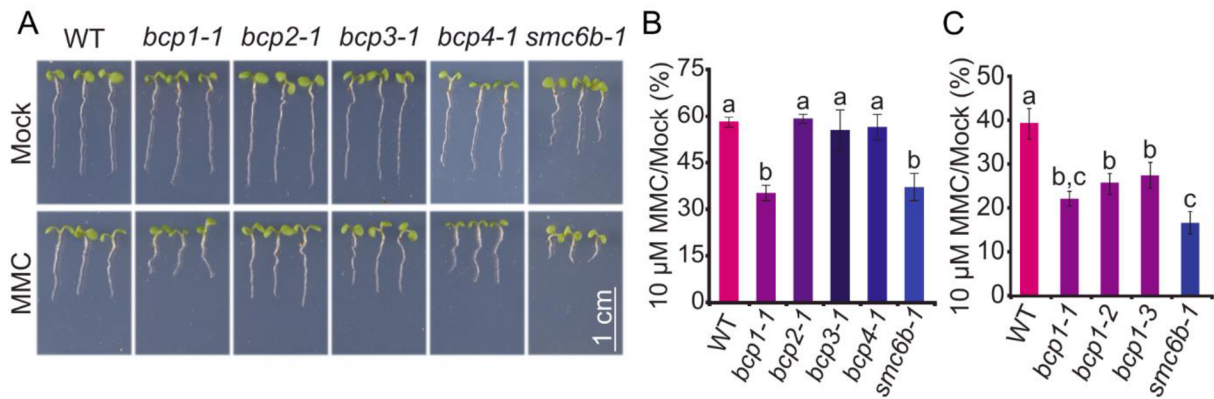 A
WT bcp1-1 bcp2-1 bcp3-1 bcp4-1 smc6b-1
Mock
MMC
1 cm
B
10 µM MMC/Mock (%)
75
60
45
30
15
0
a
b
a
a
a
b
WT
bcp1-1
bcp2-1
bcp3-1
bcp4-1
smc6b-1
C
10 µM MMC/Mock (%)
50
40
30
20
10
0
a
b,c
b
b
c
WT
bcp1-1
bcp1-2
bcp1-3
smc6b-1